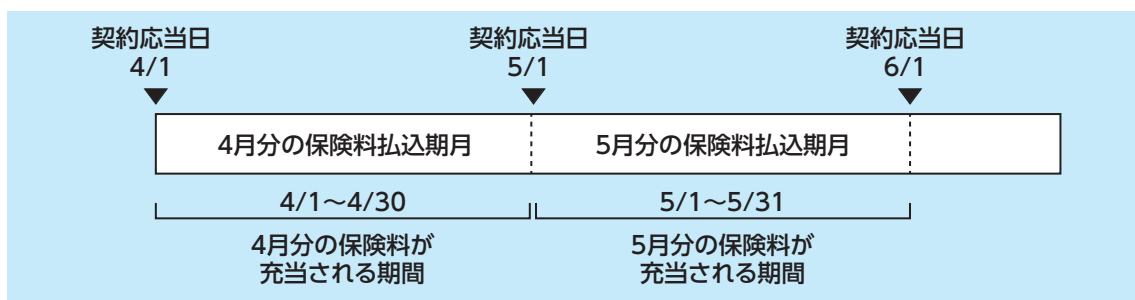 契約応当日
4/1
契約応当日
5/1
契約応当日
6/1
4月分の保険料払込期月
5月分の保険料払込期月
4/1〜4/30
5/1〜5/31
4月分の保険料が
充当される期間
5月分の保険料が
充当される期間